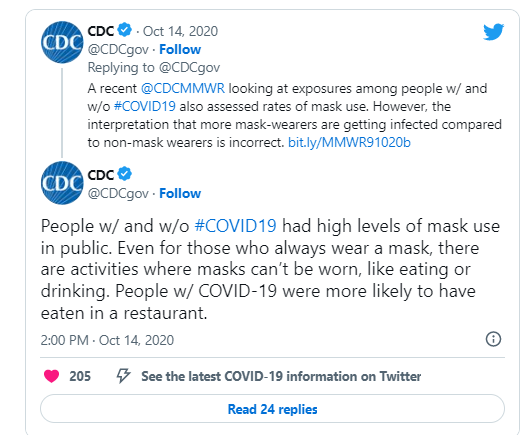 CDC
CDC · Oct 14, 2020
@CDCgov · Follow
Replying to @CDCgov
A recent @CDCMMWR looking at exposures among people w/ and
w/o #COVID19 also assessed rates of mask use. However, the
interpretation that more mask-wearers are getting infected compared
to non-mask wearers is incorrect. bit.ly/MMWR91020b
CDC
CDC
@CDCgov · Follow
People w/ and w/o #COVID19 had high levels of mask use
in public. Even for those who always wear a mask, there
are activities where masks can’t be worn, like eating or
drinking. People w/ COVID-19 were more likely to have
eaten in a restaurant.
2:00 PM · Oct 14, 2020
205 See the latest COVID-19 information on Twitter
Read 24 replies